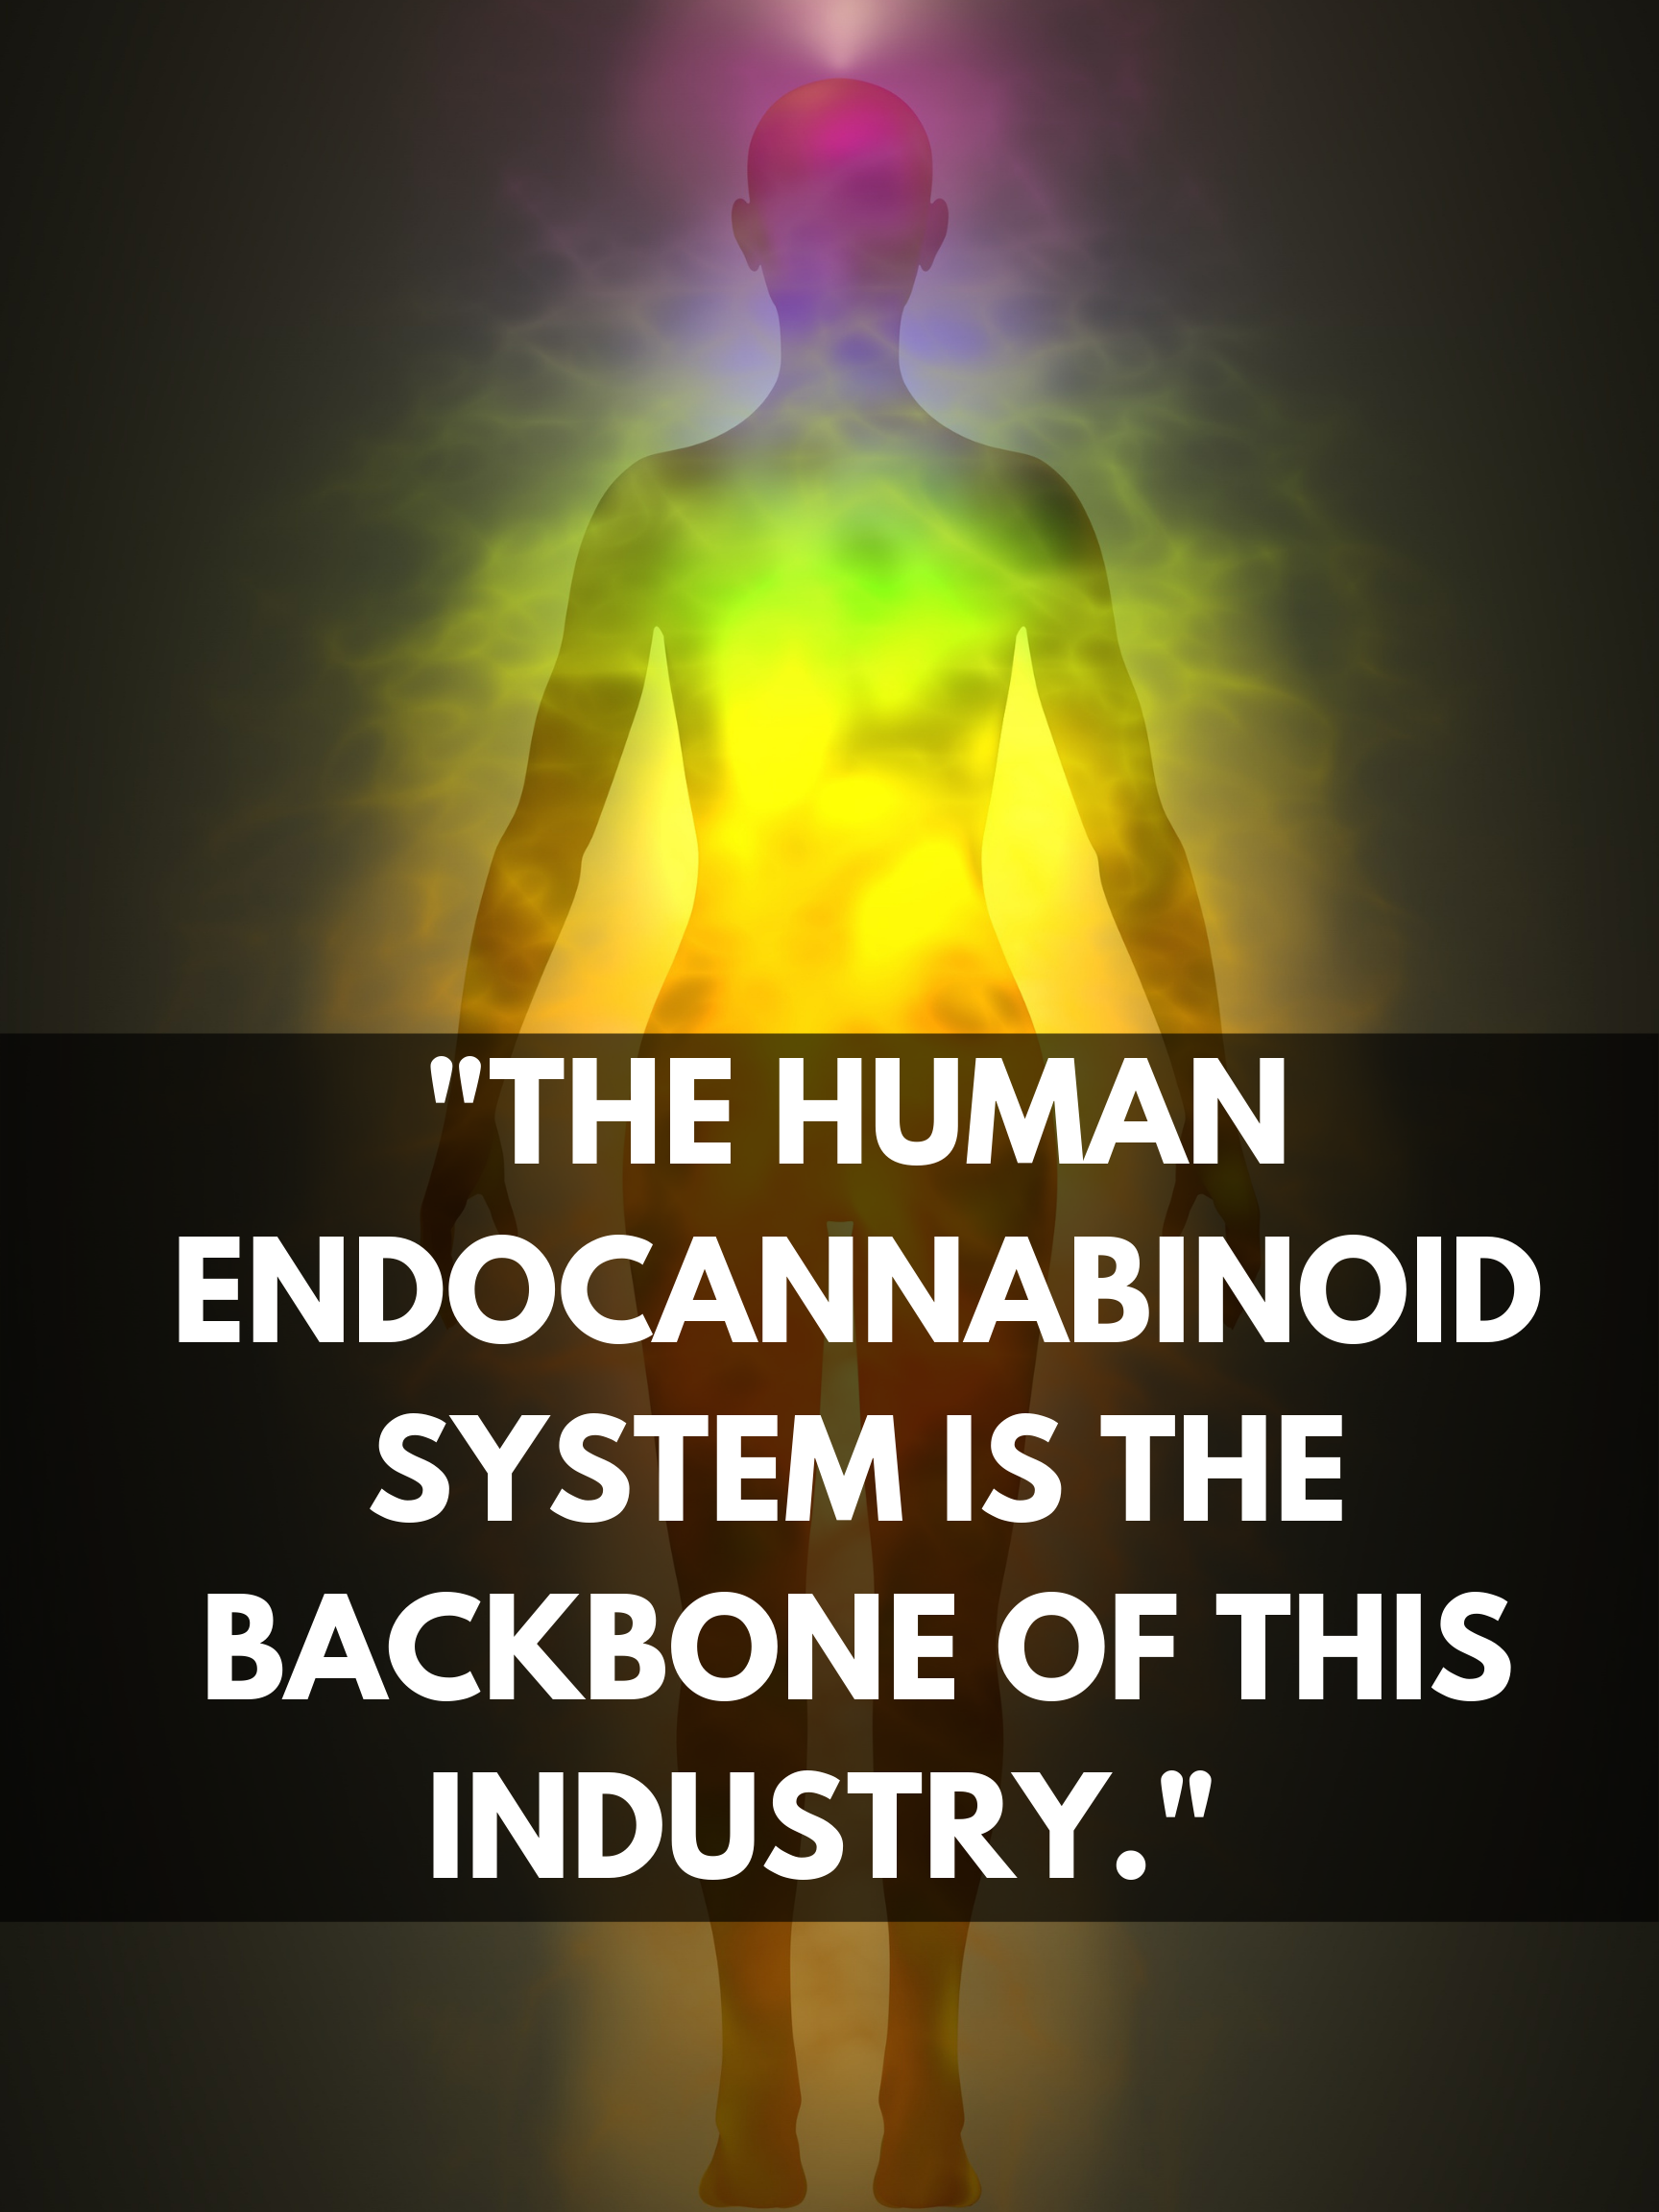 "THE HUMAN
ENDOCANNABINOID
SYSTEM IS THE
BACKBONE OF THIS
INDUSTRY."